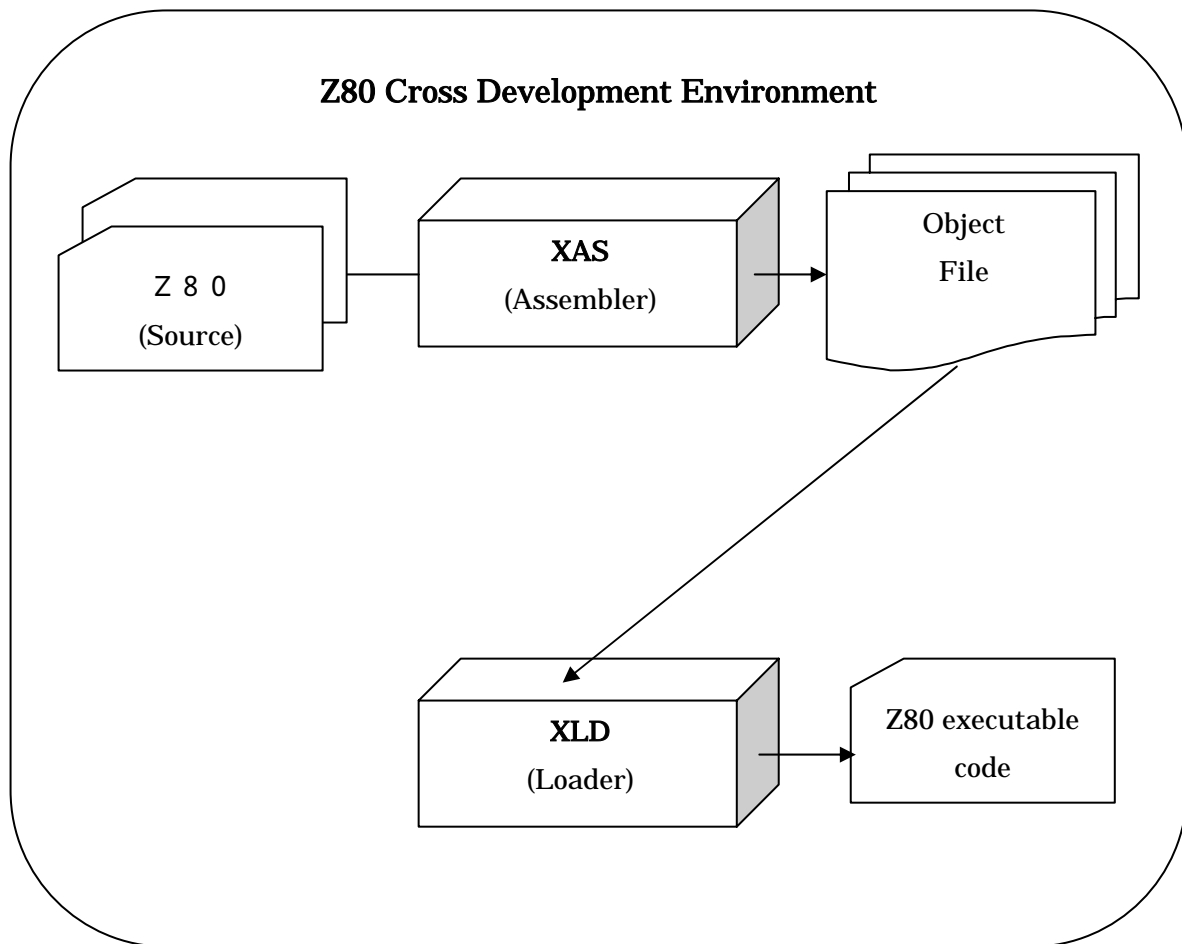 Z80 Cross Development Environment
Z 8 0
(Source)
XAS
(Assembler)
Object
File
XLD
(Loader)
Z80 executable
code